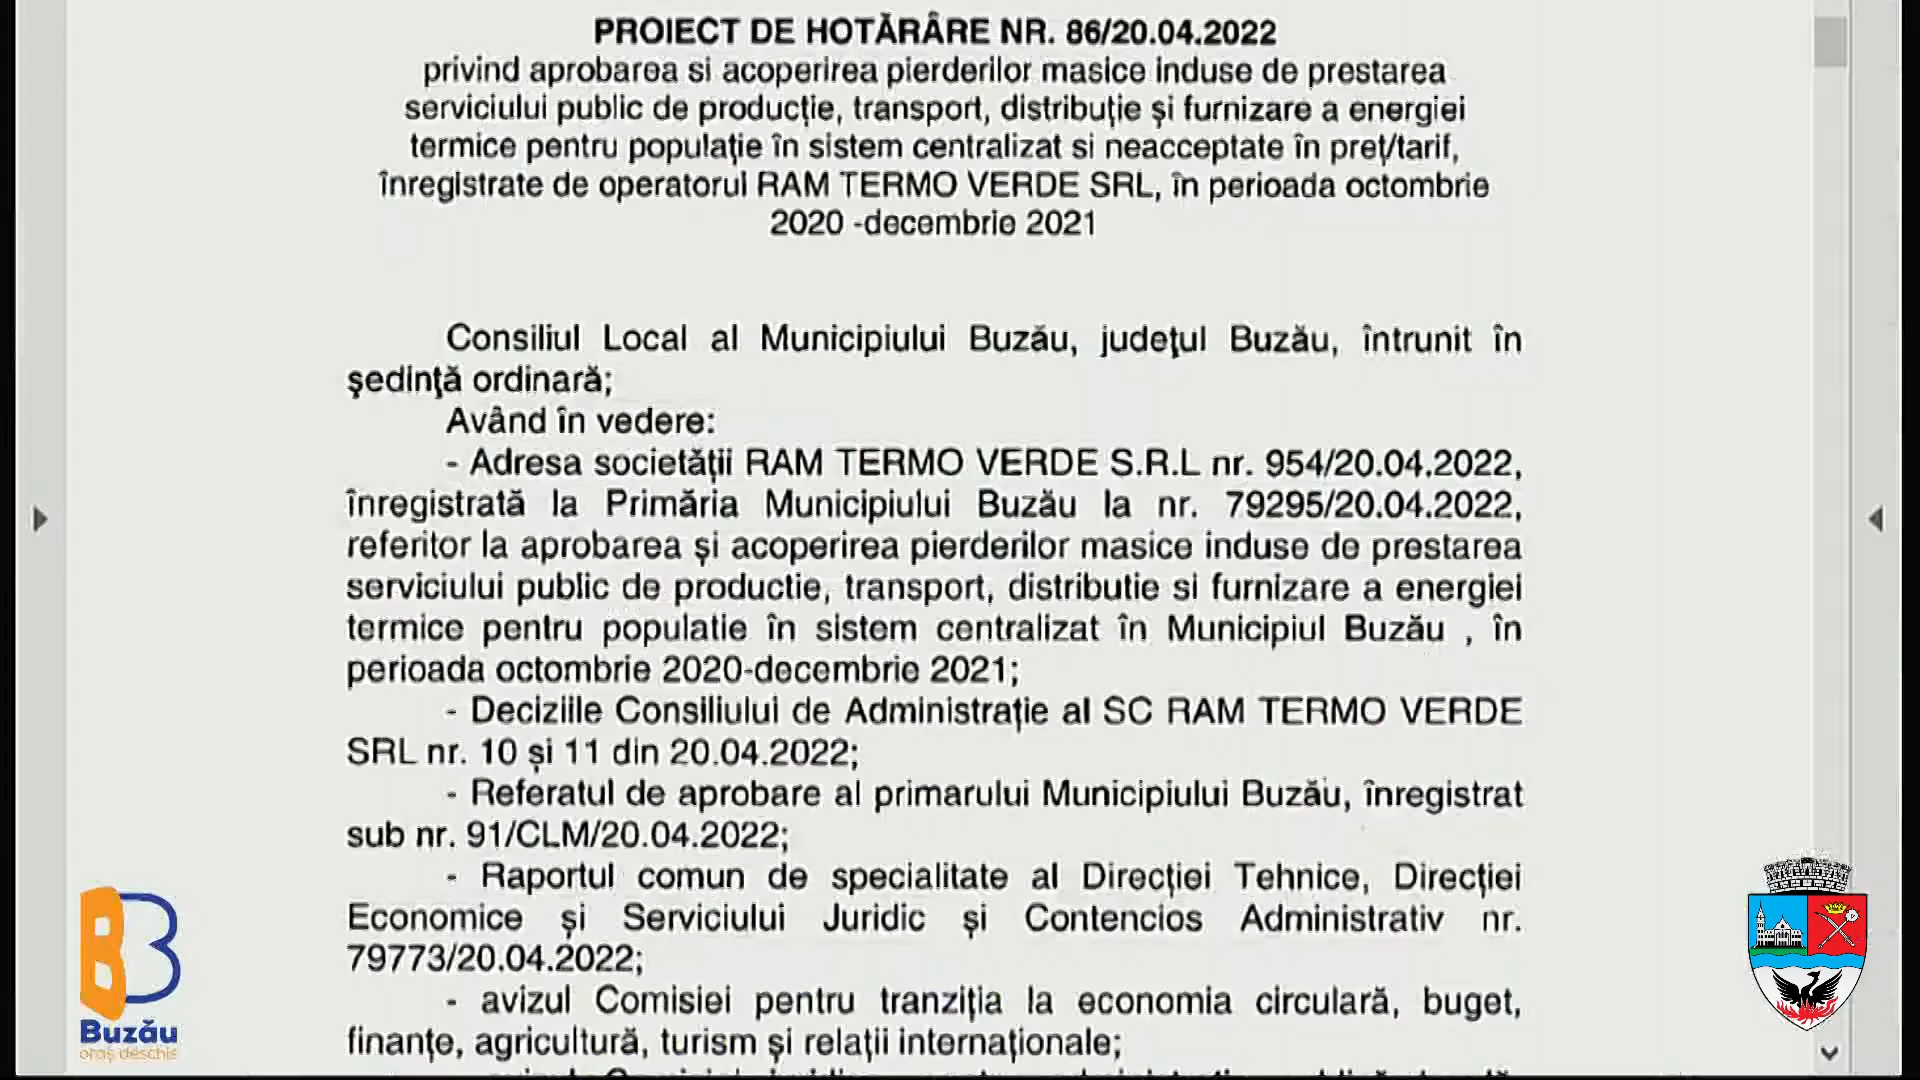 PROIECT DE HOTĂRÂRE NR. 86/20.04.2022
privind aprobarea si acoperirea pierderilor masice induse de prestarea
serviciului public de producție, transport, distribuție și furnizare a energiei
termice pentru populație în sistem centralizat si neacceptate în preț/tarif,
înregistrate de operatorul RAM TERMO VERDE SRL, în perioada octombrie
2020 -decembrie 2021
Consiliul Local al Municipiului Buzău, județul Buzău, întrunit în
ședință ordinară;
Având în vedere:
- Adresa societății RAM TERMO VERDE S.R.L nr. 954/20.04.2022,
înregistrată la Primăria Municipiului Buzău la nr. 79295/20.04.2022,
referitor la aprobarea și acoperirea pierderilor masice induse de prestarea
serviciului public de productie, transport, distributie si furnizare a energiei
termice pentru populatie în sistem centralizat în Municipiul Buzău , în
perioada octombrie 2020-decembrie 2021;
- Deciziile Consiliului de Administrație al SC RAM TERMO VERDE
SRL nr. 10 și 11 din 20.04.2022;
- Referatul de aprobare al primarului Municipiului Buzău, înregistrat
sub nr. 91/CLM/20.04.2022;
- Raportul comun de specialitate al Direcției Tehnice, Direcției
Economice și Serviciului Juridic și Contencios Administrativ nr.
79773/20.04.2022;
- avizul Comisiei pentru tranziția la economia circulară, buget,
finanțe, agricultură, turism și relații internaționale;
Buzău
oraș deschis